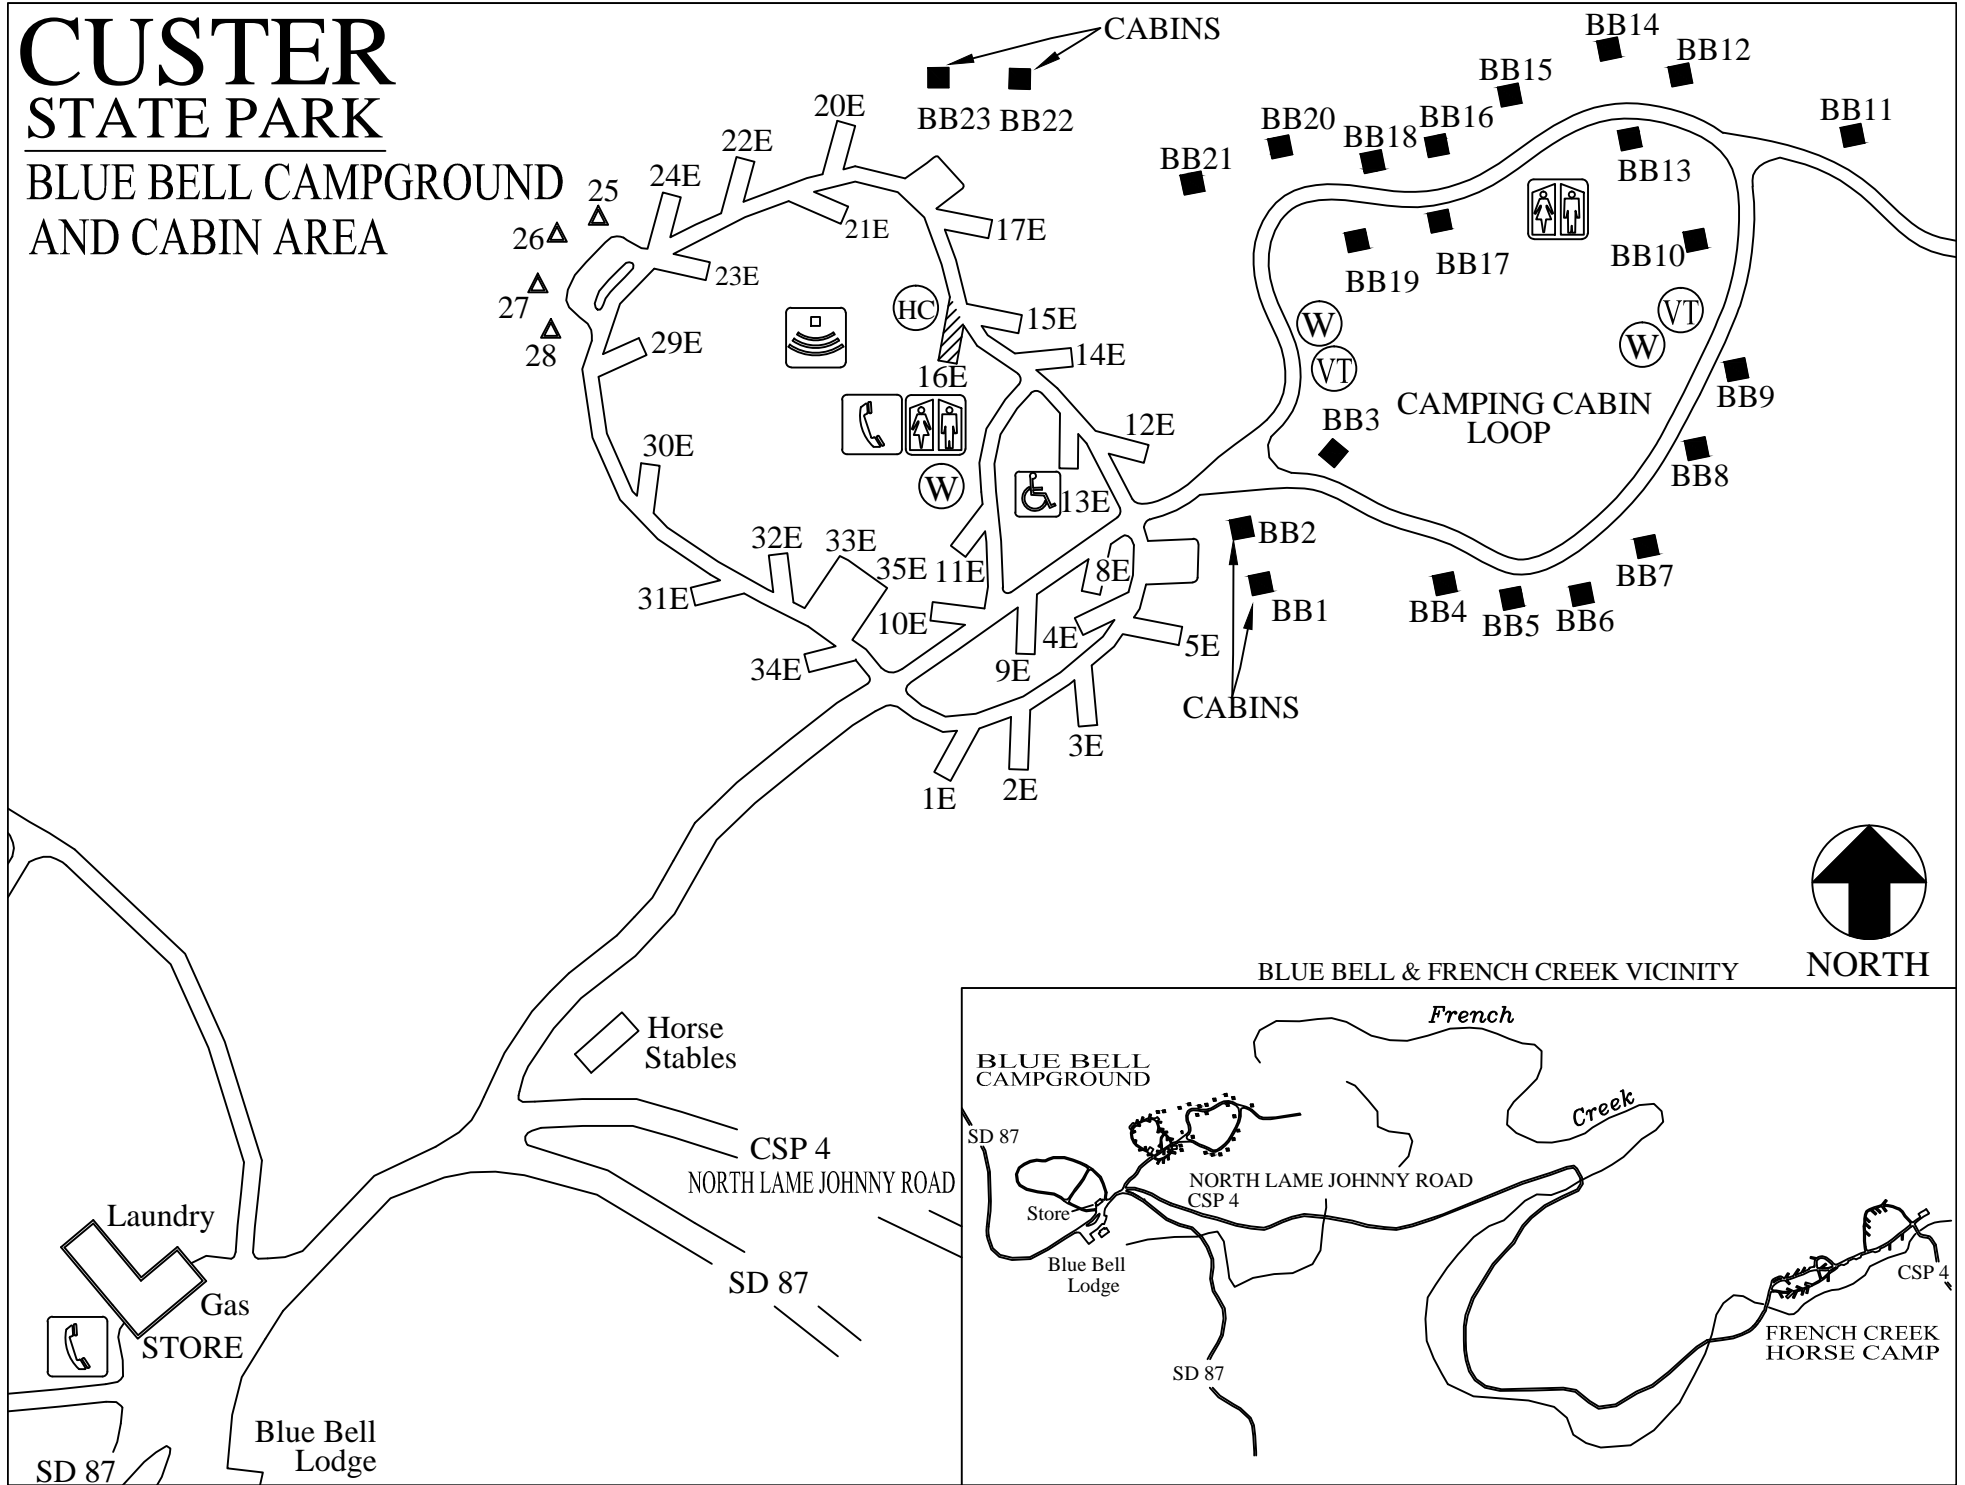 CUSTER
STATE PARK
BLUE BELL CAMPGROUND
AND CABIN AREA
CABINS
BB23 BB22
BB14
BB12
BB15
BB11
BB20
BB18
BB16
BB21
BB13
BB19
BB17
BB10
20E
22E
24E
25
26
27
28
21E
17E
23E
HC
15E
29E
14E
16E
W
VT
VT
W
BB3
CAMPING CABIN
LOOP
BB9
12E
30E
W
13E
BB8
BB2
32E
33E
35E
11E
8E
BB7
31E
10E
4E
BB1
BB4
BB5
BB6
5E
34E
9E
CABINS
3E
1E
2E
NORTH
Horse
Stables
CSP 4
NORTH LAME JOHNNY ROAD
Laundry
SD 87
Gas
STORE
Blue Bell
Lodge
SD 87
BLUE BELL & FRENCH CREEK VICINITY
French
BLUE BELL
CAMPGROUND
Creek
SD 87
NORTH LAME JOHNNY ROAD
CSP 4
Store
Blue Bell
Lodge
CSP 4
FRENCH CREEK
HORSE CAMP
SD 87